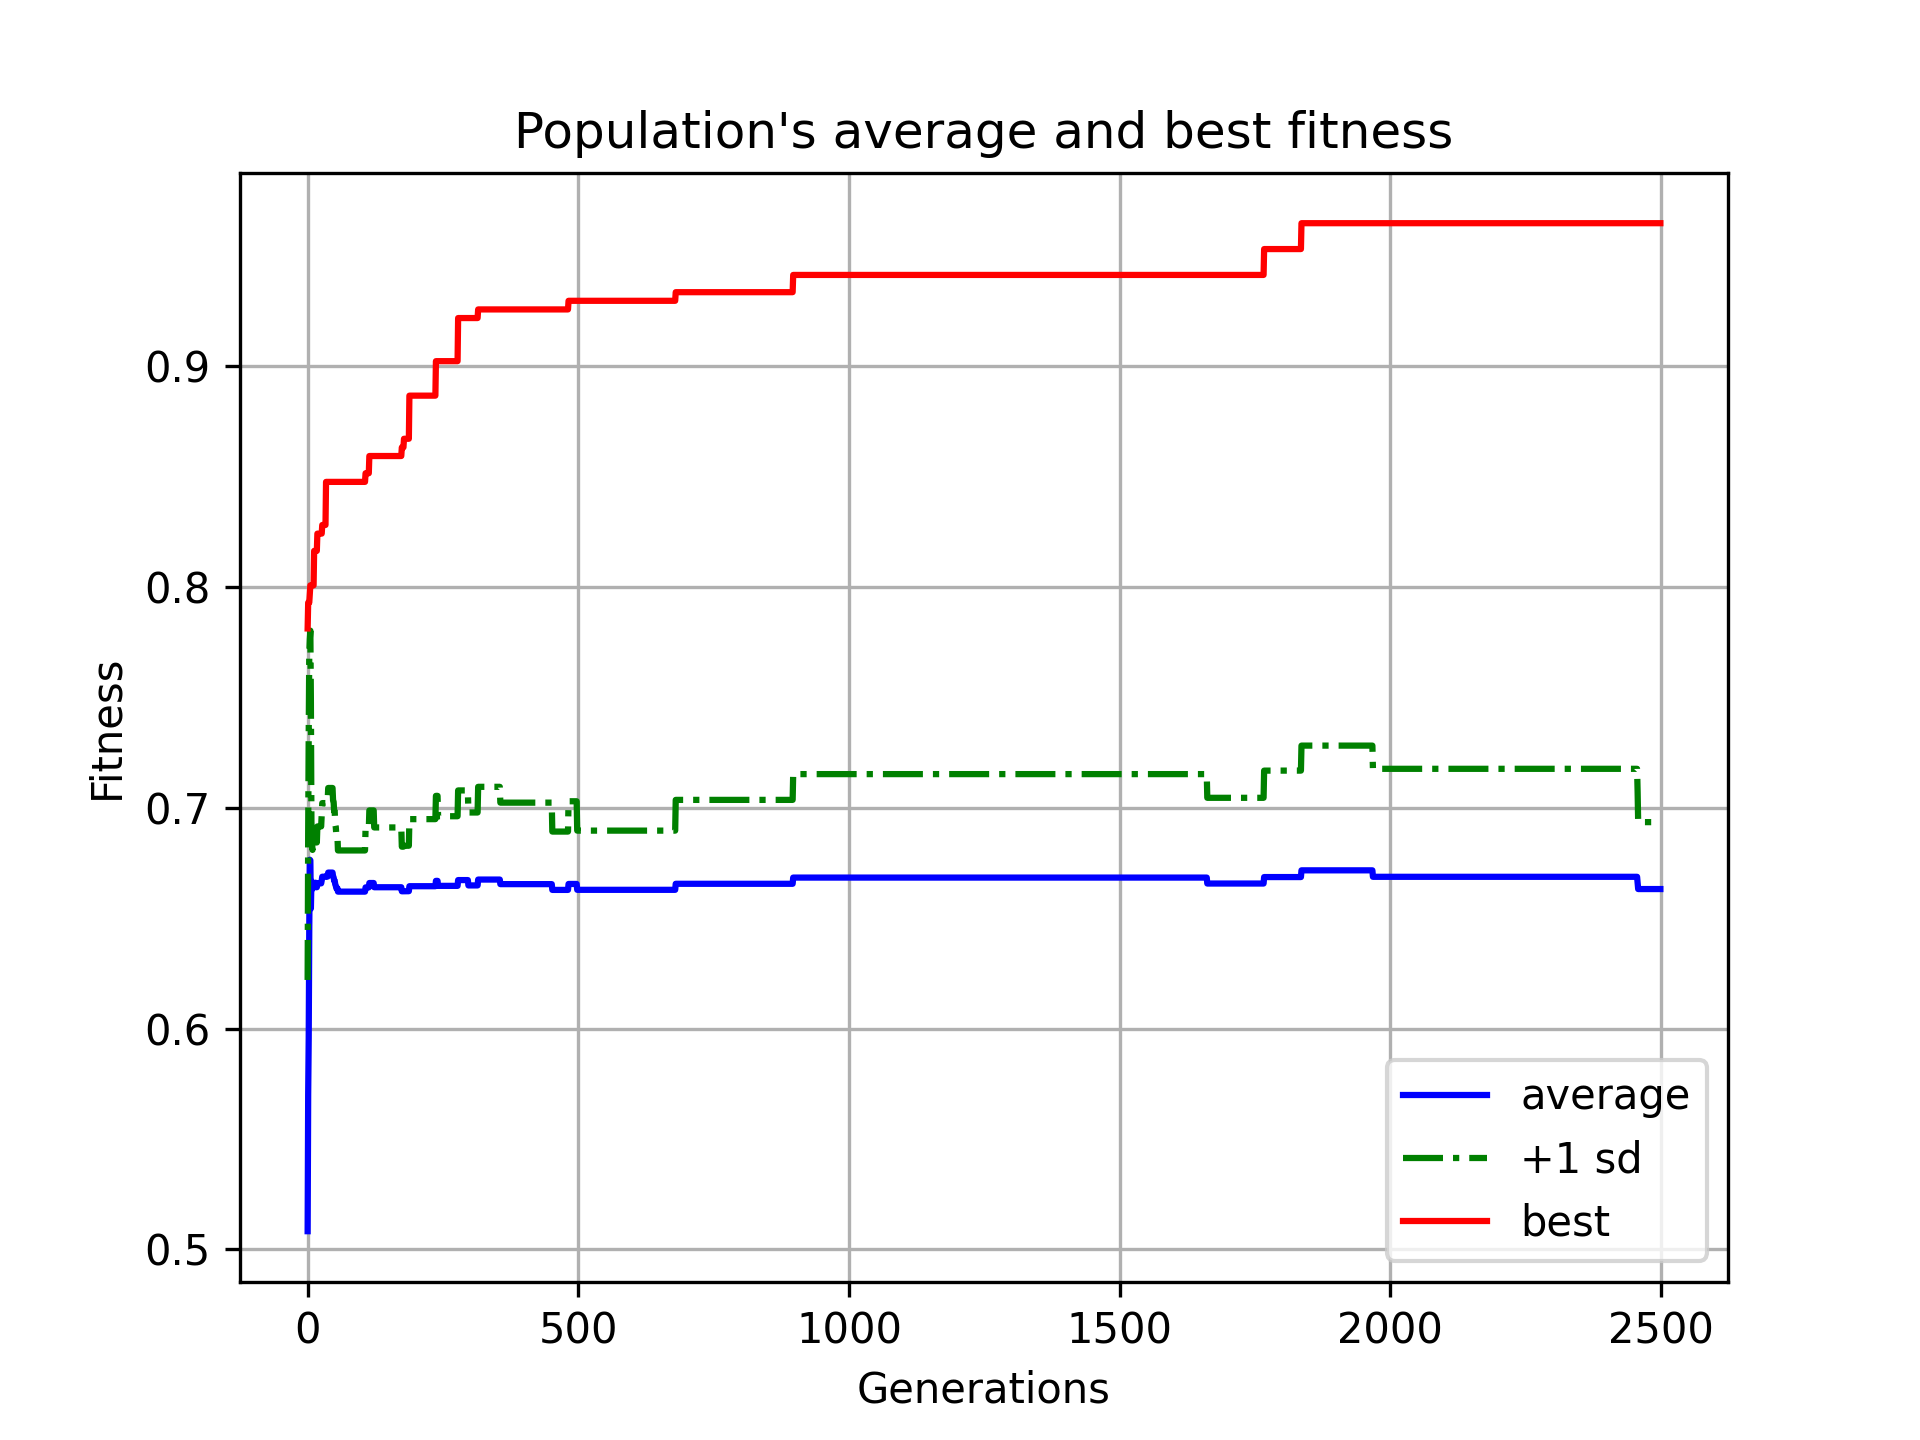 Population's average and best fitness
Fitness
0.9
0.8
0.7
0.6
0.5
0 500 1000 1500 2000 2500
Generations
average
+1 sd
best